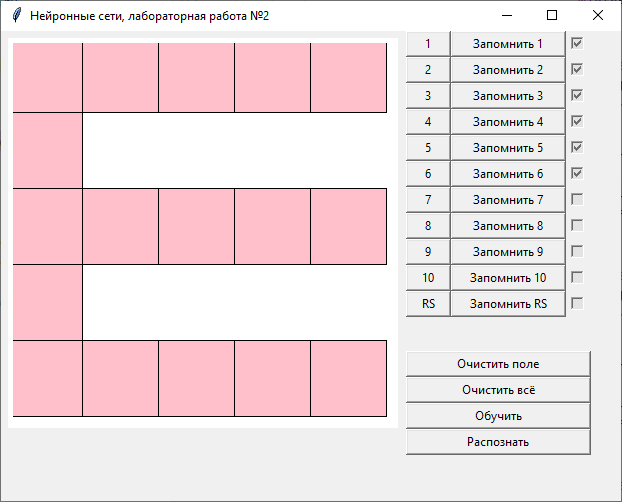 Нейронные сети, лабораторная работа №2
1 Запомнить 1
2 Запомнить 2
3 Запомнить 3
4 Запомнить 4
5 Запомнить 5
6 Запомнить 6
7 Запомнить 7
8 Запомнить 8
9 Запомнить 9
10 Запомнить 10
RS Запомнить RS
Очистить поле
Очистить всё
Обучить
Распознать